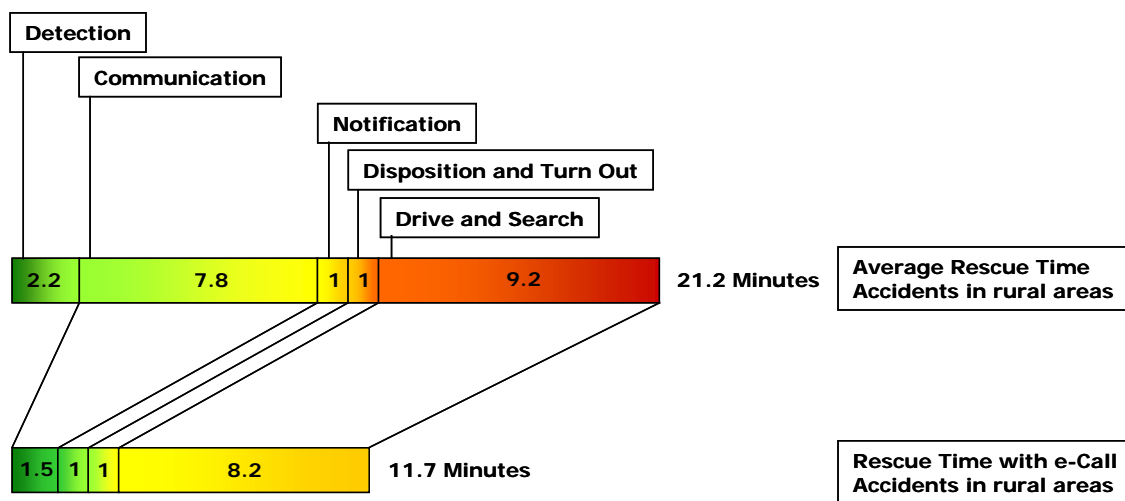 Detection
Communication
Notification
Disposition and Turn Out
Drive and Search
2.2
7.8
1
1
9.2
21.2 Minutes
Average Rescue Time
Accidents in rural areas
1.5
1
1
8.2
11.7 Minutes
Rescue Time with e-Call
Accidents in rural areas